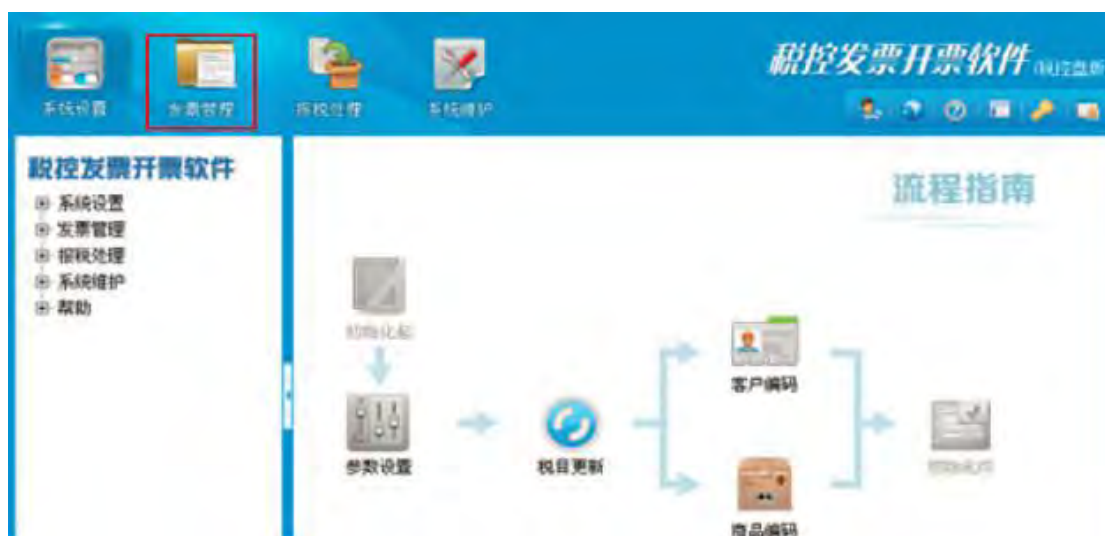 系统设置
发票管理
报税处理
系统维护
税控发票开票软件
税控发票开票软件
系统设置
发票管理
报税处理
系统维护
帮助
流程指南
参数设置
税目更新
客户编码
商品编码